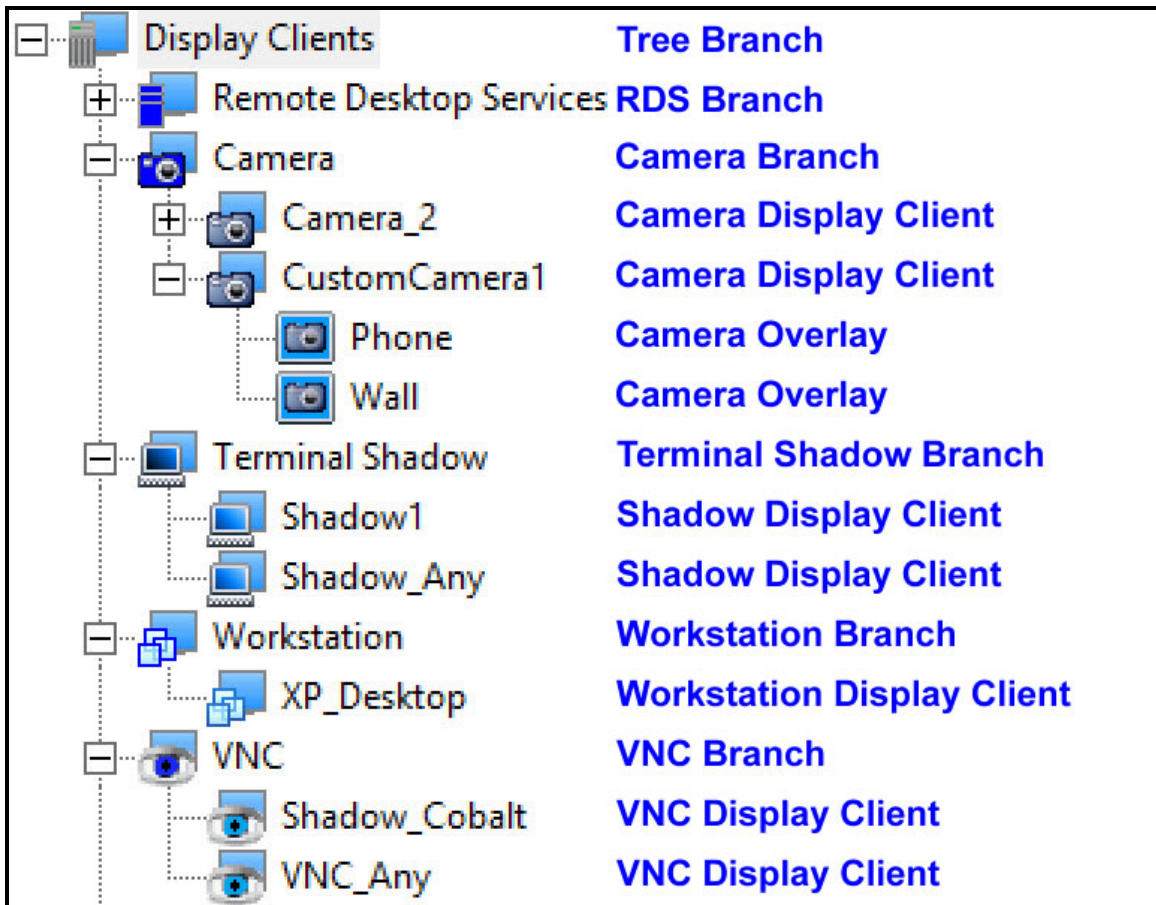 Display Clients Tree Branch
Remote Desktop Services RDS Branch
Camera Camera Branch
Camera_2 Camera Display Client
CustomCamera1 Camera Display Client
Phone Camera Overlay
Wall Camera Overlay
Terminal Shadow Terminal Shadow Branch
Shadow1 Shadow Display Client
Shadow_Any Shadow Display Client
Workstation Workstation Branch
XP_Desktop Workstation Display Client
VNC VNC Branch
Shadow_Cobalt VNC Display Client
VNC_Any VNC Display Client